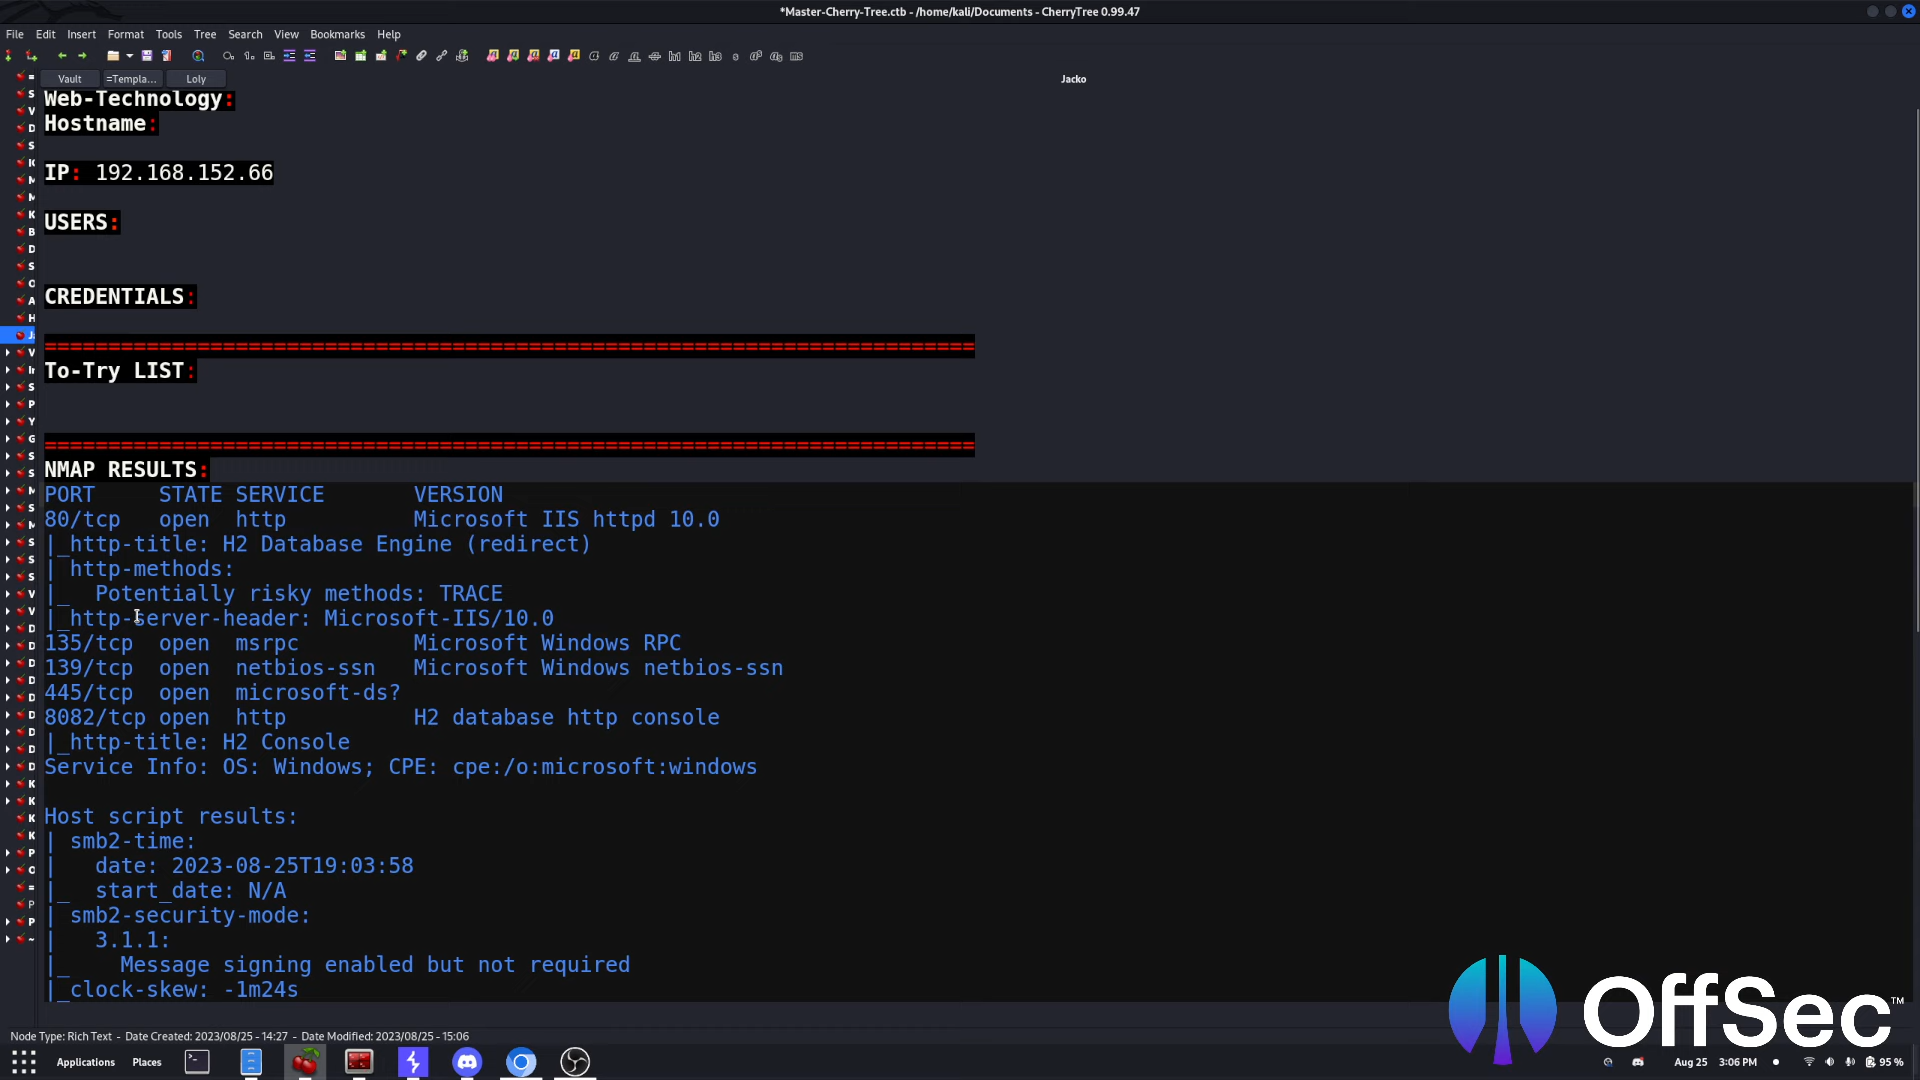 *Master-Cherry-Tree.ctb - /home/kali/Documents - CherryTree 0.99.47
File Edit Insert Format Tools Tree Search View Bookmarks Help
Vault =Templa... Loly Jacko
Web-Technology:
Hostname:
IP: 192.168.152.66
USERS:
CREDENTIALS:
=========================================================================
To-Try LIST:
=========================================================================
NMAP RESULTS:
PORT     STATE SERVICE       VERSION
80/tcp   open  http          Microsoft IIS httpd 10.0
|_http-title: H2 Database Engine (redirect)
| http-methods:
|_  Potentially risky methods: TRACE
|_http-server-header: Microsoft-IIS/10.0
135/tcp  open  msrpc         Microsoft Windows RPC
139/tcp  open  netbios-ssn   Microsoft Windows netbios-ssn
445/tcp  open  microsoft-ds?
8082/tcp open  http          H2 database http console
|_http-title: H2 Console
Service Info: OS: Windows; CPE: cpe:/o:microsoft:windows
Host script results:
| smb2-time:
|   date: 2023-08-25T19:03:58
|_  start_date: N/A
| smb2-security-mode:
|   3.1.1:
|_    Message signing enabled but not required
|_clock-skew: -1m24s
OffSec™
Node Type: Rich Text - Date Created: 2023/08/25 - 14:27 - Date Modified: 2023/08/25 - 15:06
Applications Places Aug 25 3:06 PM 95 %